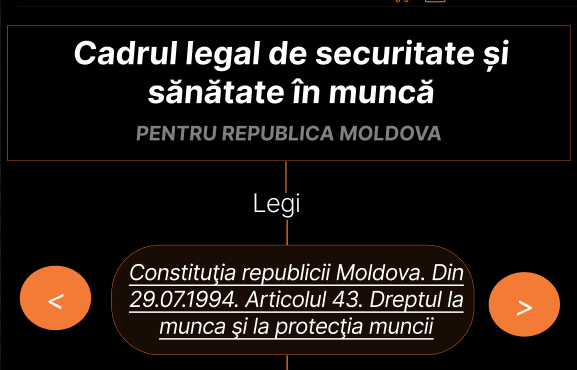 Cadrul legal de securitate și
sănătate în muncă
PENTRU REPUBLICA MOLDOVA
Legi
Constituţia republicii Moldova. Din
29.07.1994. Articolul 43. Dreptul la
munca şi la protecţia muncii
<
>